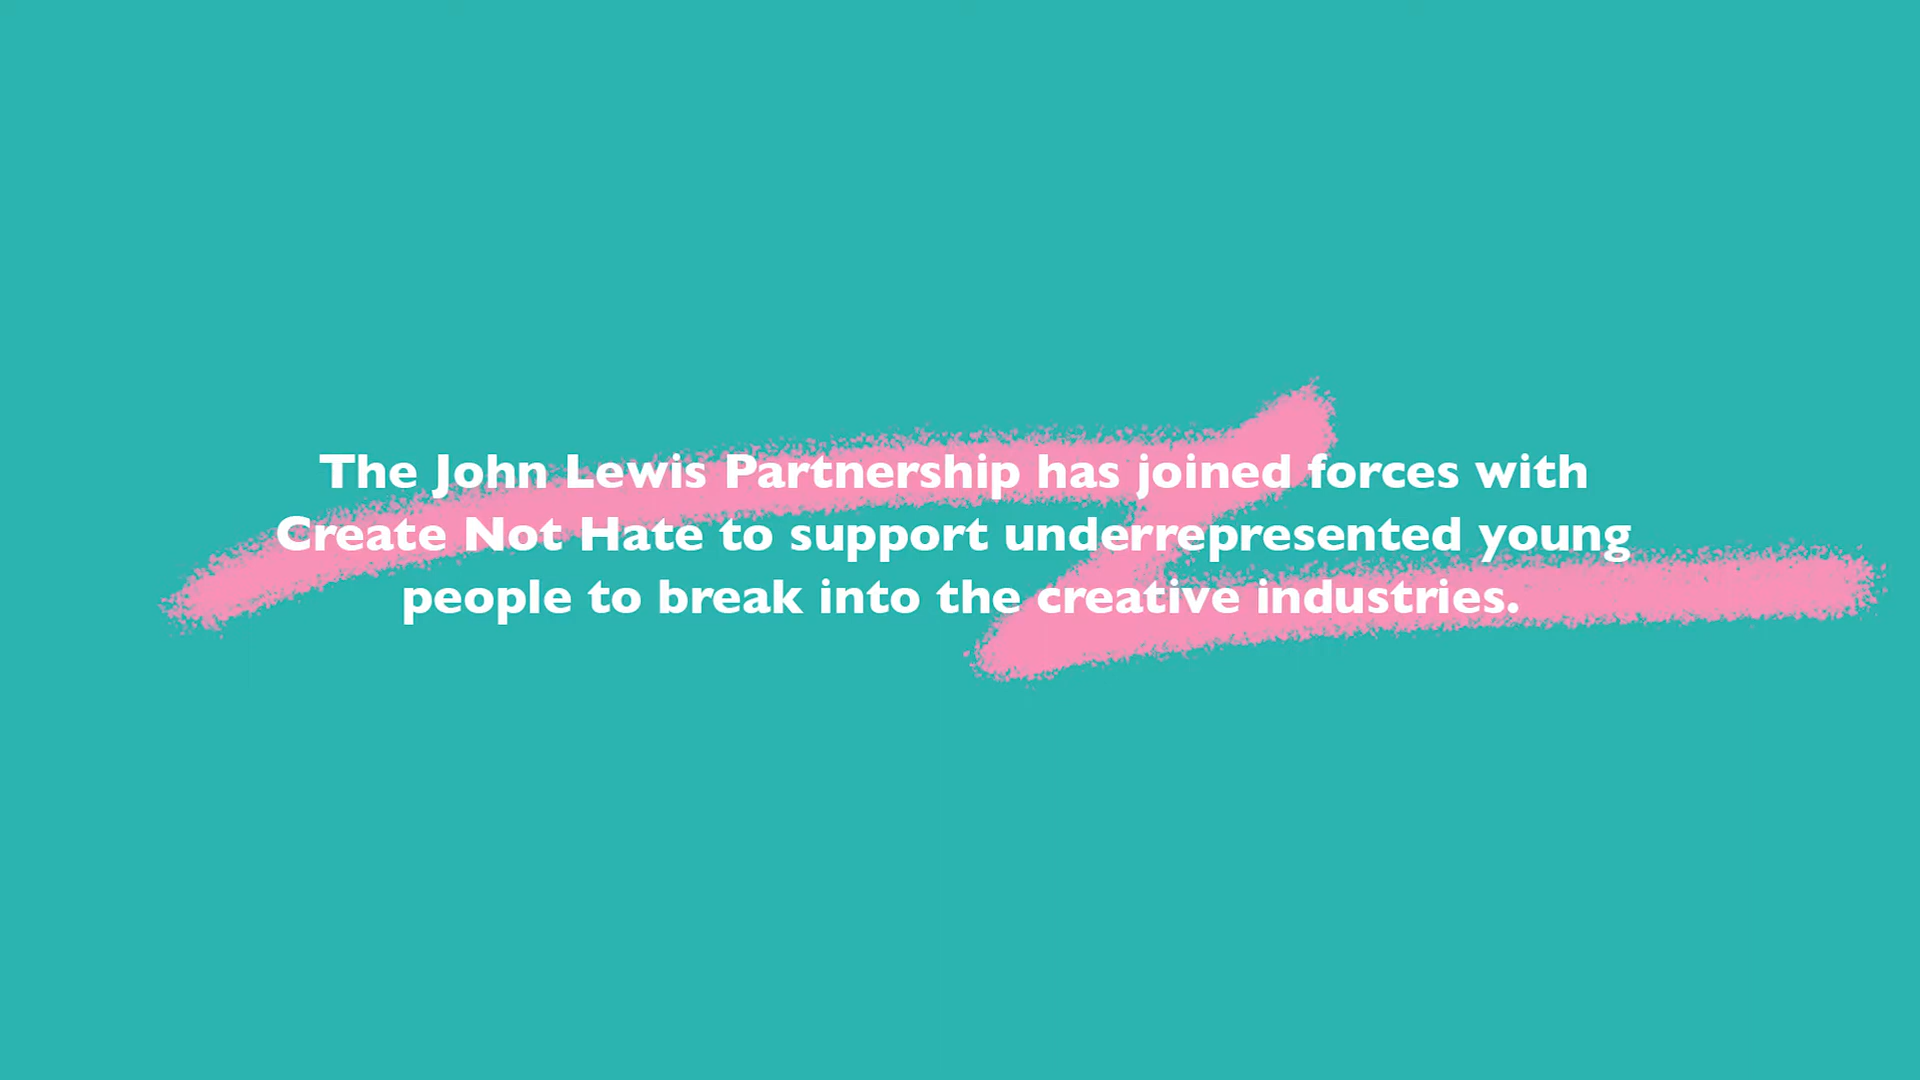 The John Lewis Partnership has joined forces with
Create Not Hate to support underrepresented young
people to break into the creative industries.